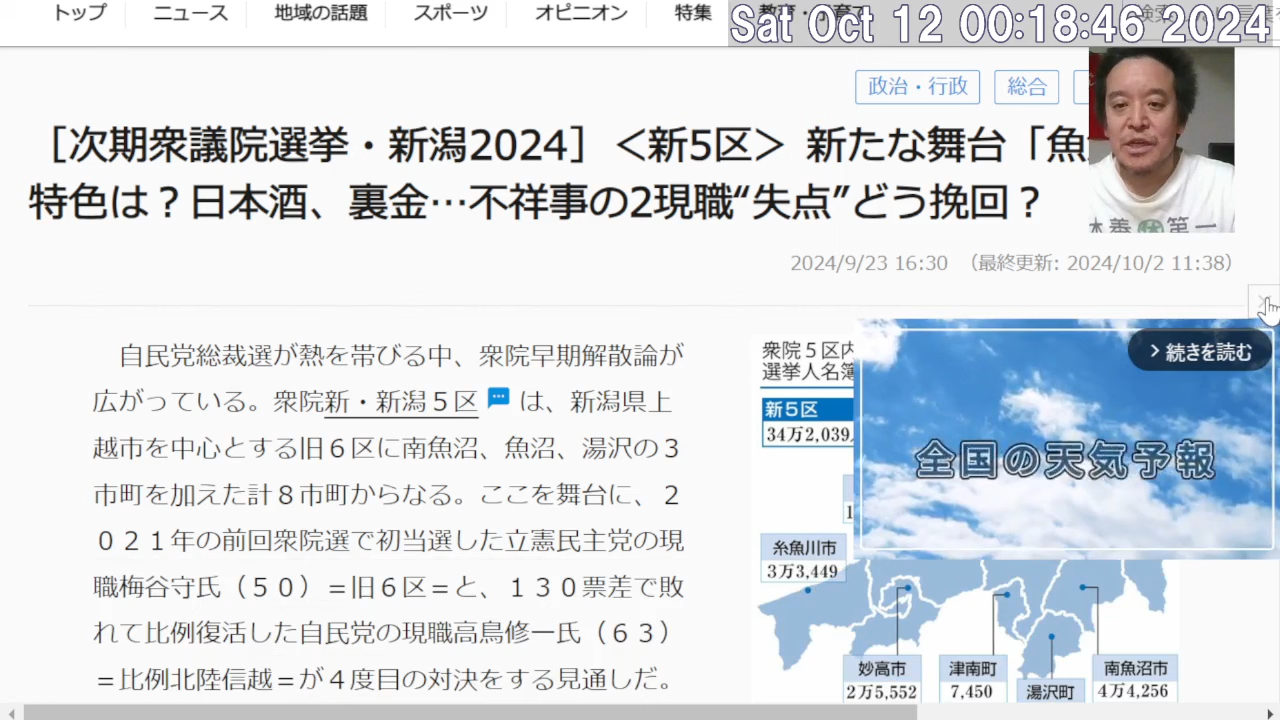 トップ
ニュース
地域の話題
スポーツ
オピニオン
特集
Sat Oct 12 00:18:46 2024
政治・行政
総合
［次期衆議院選挙・新潟2024］＜新5区＞ 新たな舞台「魚
特色は？日本酒、裏金…不祥事の2現職“失点”どう挽回？
2024/9/23 16:30 （最終更新: 2024/10/2 11:38）
自民党総裁選が熱を帯びる中、衆院早期解散論が
広がっている。衆院新・新潟５区 は、新潟県上
越市を中心とする旧６区に南魚沼、魚沼、湯沢の３
市町を加えた計８市町からなる。ここを舞台に、２
０２１年の前回衆院選で初当選した立憲民主党の現
職梅谷守氏（５０）＝旧６区＝と、１３０票差で敗
れて比例復活した自民党の現職高鳥修一氏（６３）
＝比例北陸信越＝が４度目の対決をする見通しだ。
衆院５区内
選挙人名簿
新5区
34万2,039
続きを読む
全国の天気予報
糸魚川市
3万3,449
妙高市
2万5,552
津南町
7,450
湯沢町
南魚沼市
4万4,256